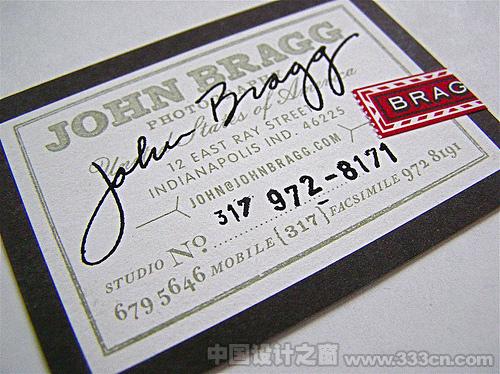 JOHN BRAGG
John Bragg
United States of America
12 EAST RAY STREET
INDIANAPOLIS IND. 46225
BRAG
JOHN@JOHNBRAGG.COM
317 972-8171
STUDIO No.
679 5646 MOBILE {317} FACSIMILE 972 8191
中国设计之窗 www.333cn.com